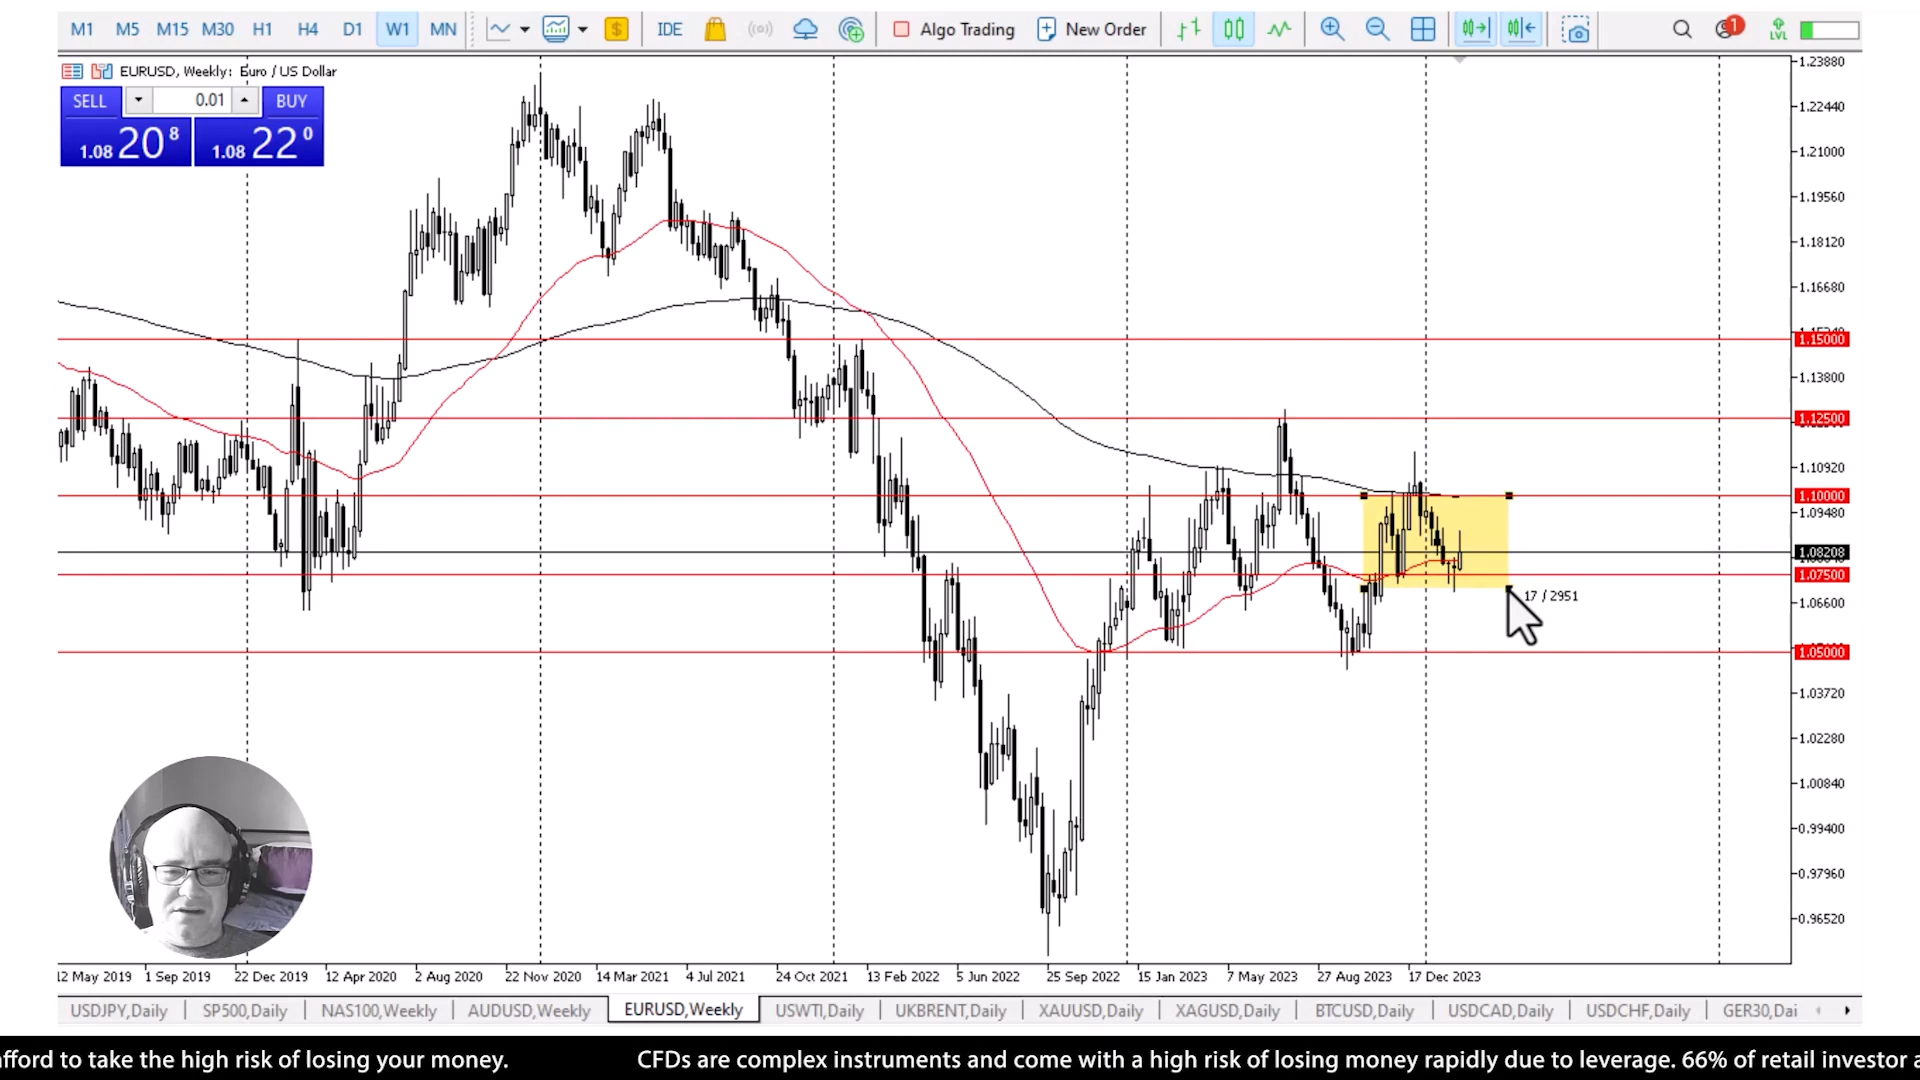 M1 M5 M15 M30 H1 H4 D1 W1 MN $ IDE Algo Trading New Order 1 LVL
EURUSD, Weekly: Euro / US Dollar
SELL 0.01 BUY
1.08 20 8 1.08 22 0
1.23880
1.22440
1.21000
1.19560
1.18120
1.16680
1.15000
1.13800
1.12500
1.10920
1.10000
1.09480
1.08208
1.07500
1.06600
17 / 2951
1.05000
1.03720
1.02280
1.00840
0.99400
0.97960
0.96520
12 May 2019 1 Sep 2019 22 Dec 2019 12 Apr 2020 2 Aug 2020 22 Nov 2020 14 Mar 2021 4 Jul 2021 24 Oct 2021 13 Feb 2022 5 Jun 2022 25 Sep 2022 15 Jan 2023 7 May 2023 27 Aug 2023 17 Dec 2023
USDJPY,Daily SP500,Daily NAS100,Weekly AUDUSD,Weekly EURUSD,Weekly USWTI,Daily UKBRENT,Daily XAUUSD,Daily XAGUSD,Daily BTCUSD,Daily USDCAD,Daily USDCHF,Daily GER30,Dai
afford to take the high risk of losing your money. CFDs are complex instruments and come with a high risk of losing money rapidly due to leverage. 66% of retail investor a